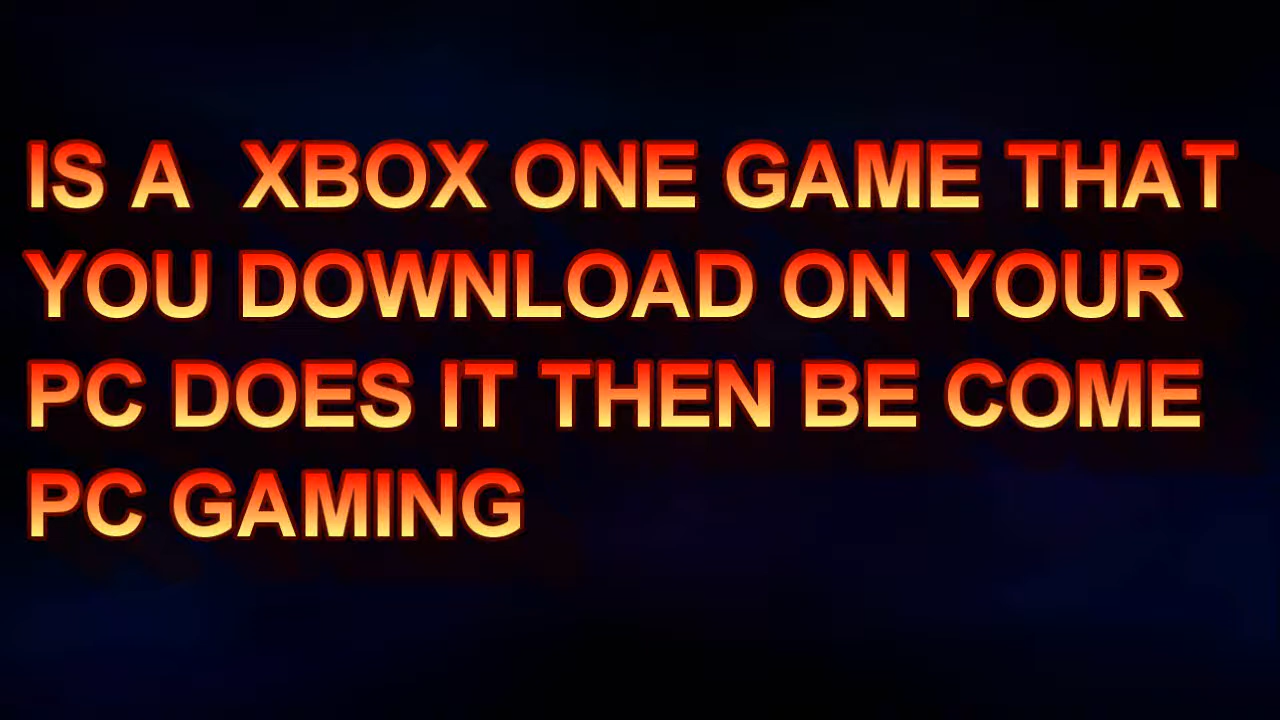 IS A  XBOX ONE GAME THAT
YOU DOWNLOAD ON YOUR
PC DOES IT THEN BE COME
PC GAMING